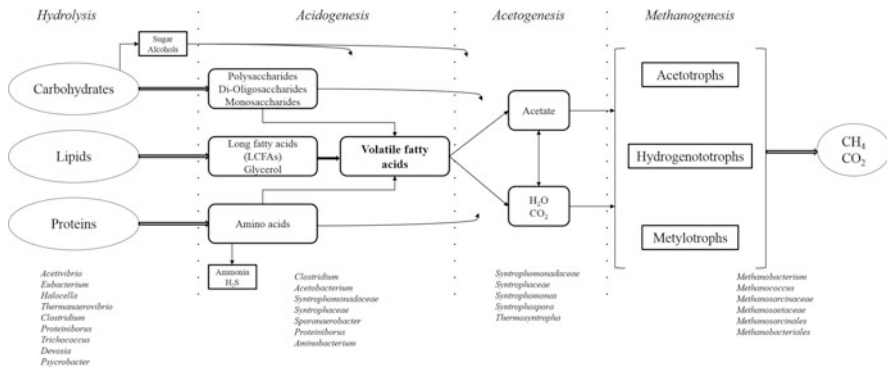 Hydrolysis
Acidogenesis
Acetogenesis
Methanogenesis
Sugar
Alcohols
Carbohydrates
Polysaccharides
Di-Oligosaccharides
Monosaccharides
Lipids
Long fatty acids
(LCFAs)
Glycerol
Volatile fatty
acids
Proteins
Amino acids
Ammonia
H₂S
Acetate
H₂O
CO₂
Acetotrophs
Hydrogenototrophs
Metylotrophs
CH₄
CO₂
Acetivibrio
Eubacterium
Halocella
Thermanaerovibrio
Clostridium
Proteiniborus
Trichococcus
Devosia
Psycrobacter
Clostridium
Acetobacterium
Syntrophomonadaceae
Syntrophaceae
Sporanaerobacter
Proteiniborus
Aminobacterium
Syntrophomonadaceae
Syntrophaceae
Syntrophomonas
Syntrophospora
Thermosyntropha
Methanobacterium
Methanococcus
Methanosarcinaceae
Methanosaetaceae
Methanosarcinales
Methanobacteriales